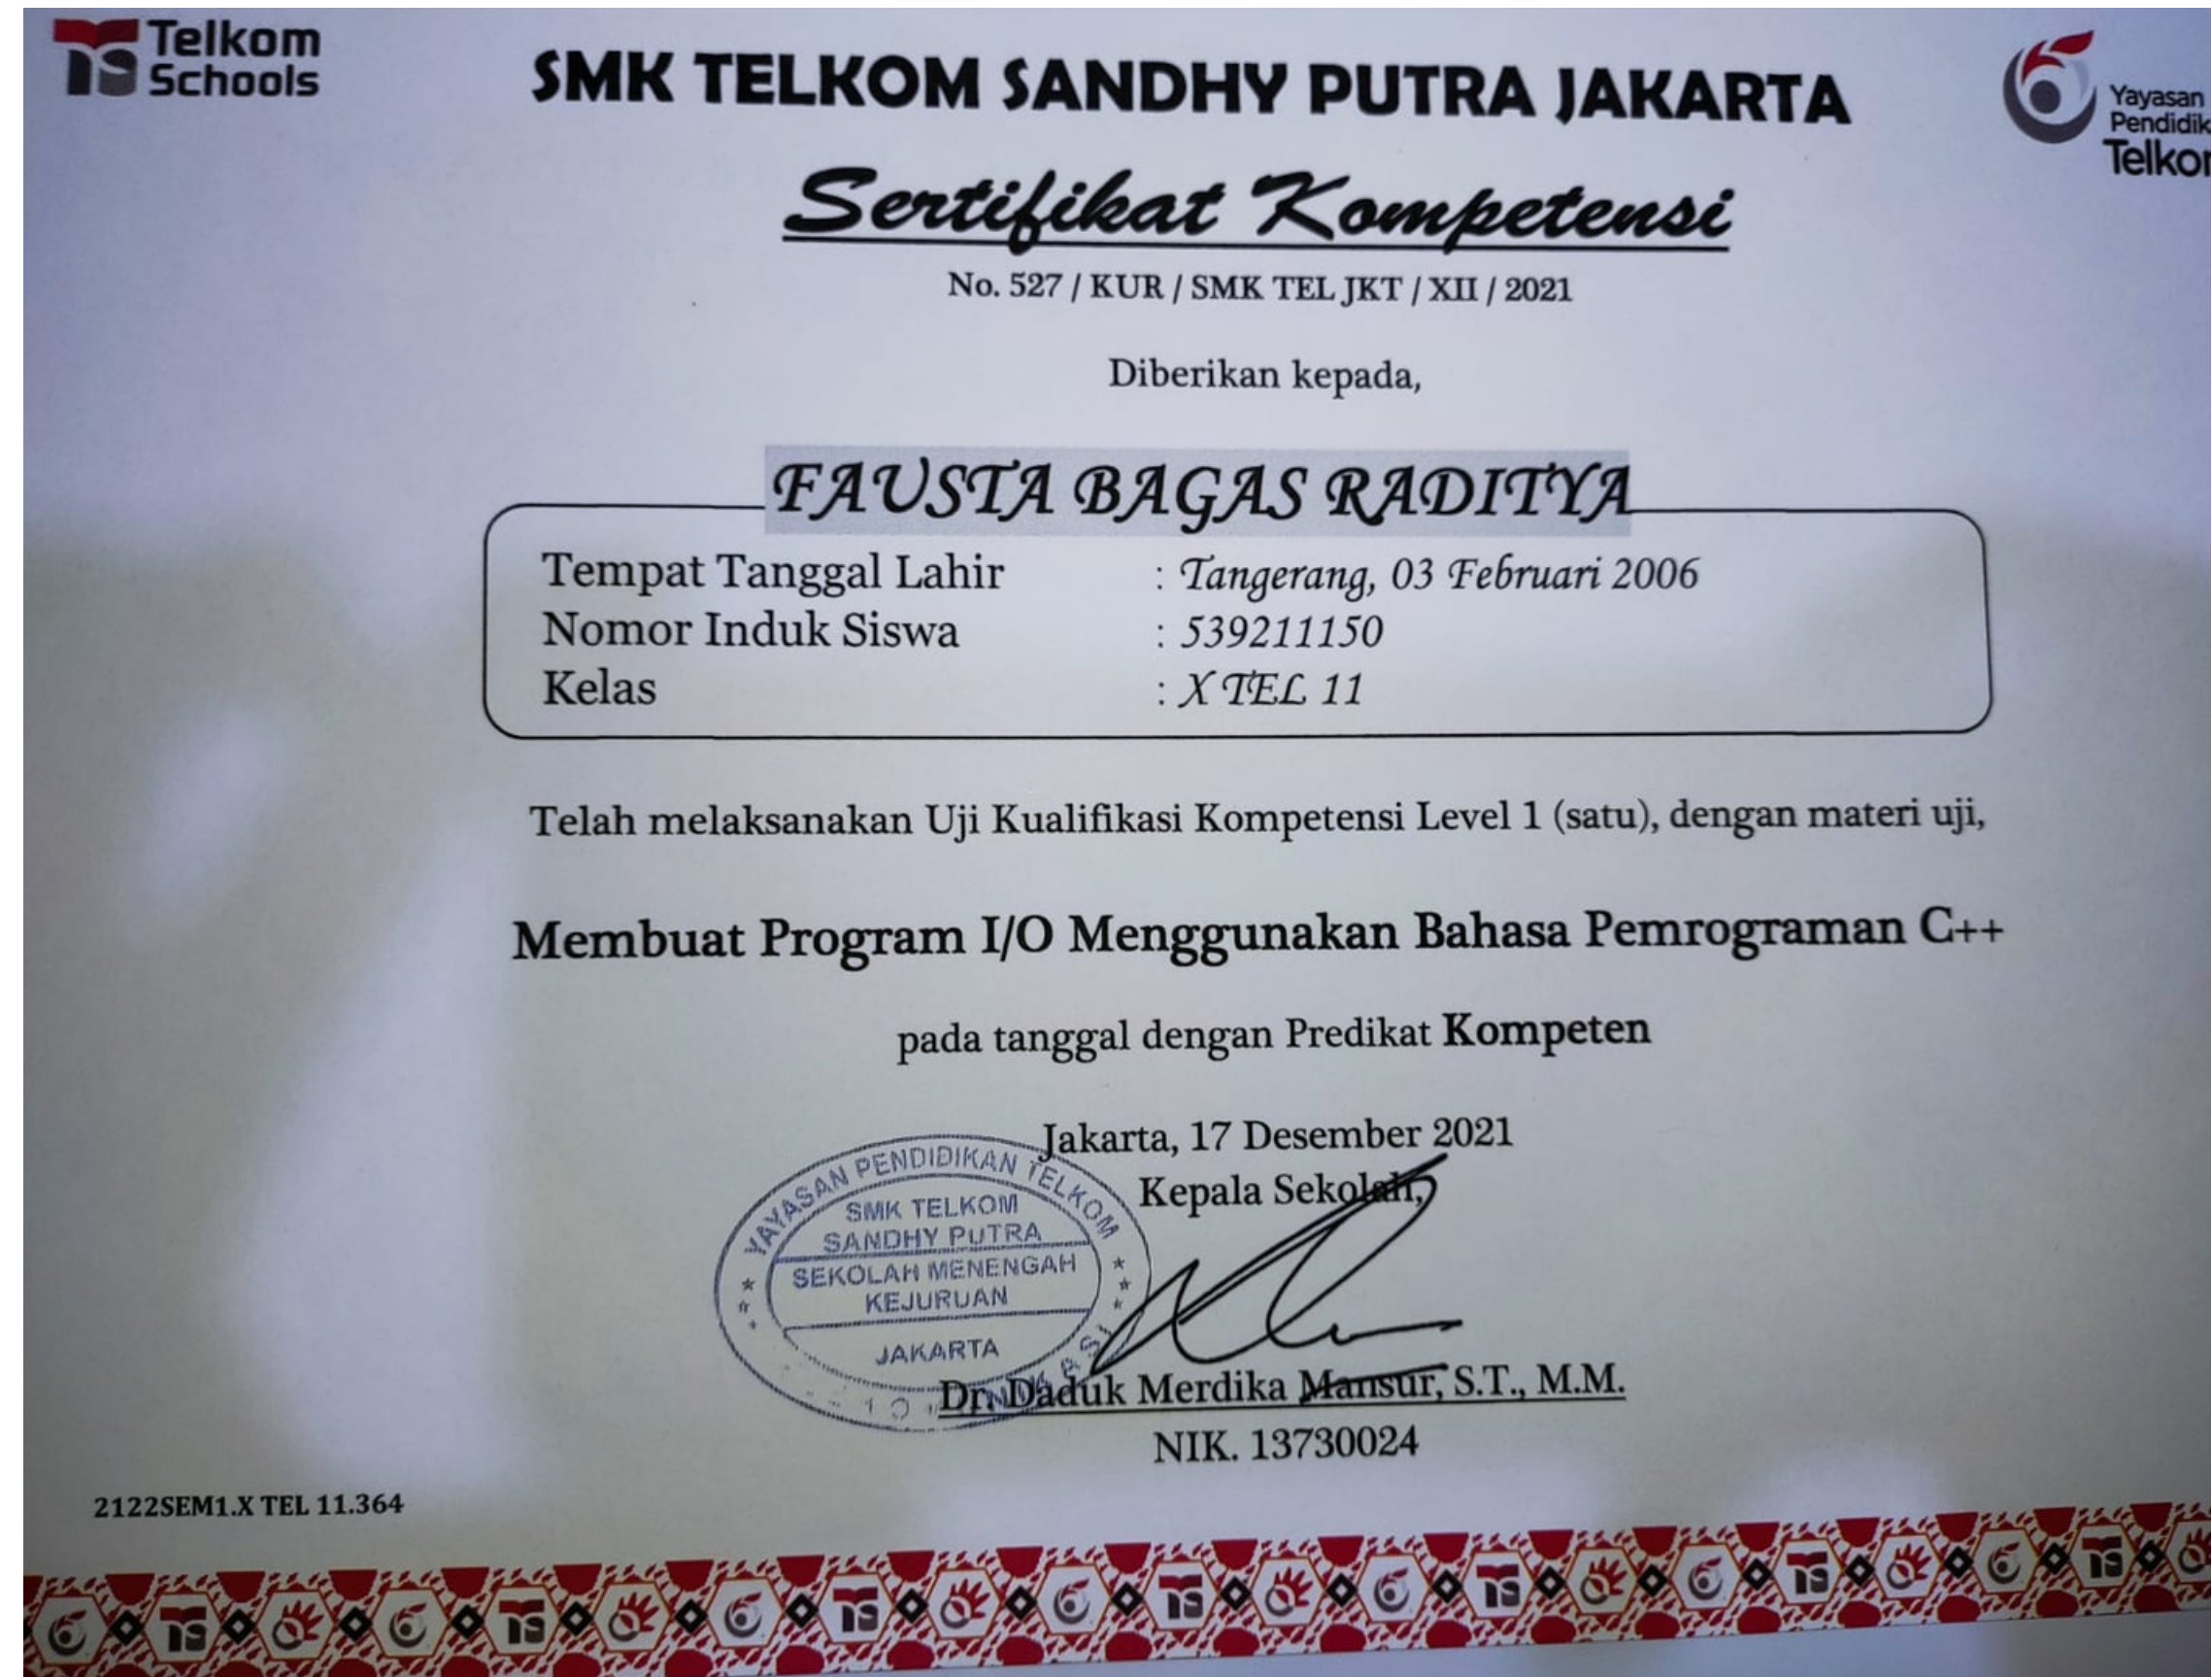 Telkom
Schools
SMK TELKOM SANDHY PUTRA JAKARTA
Yayasan
Pendidik
Telkom
Sertifikat Kompetensi
No. 527 / KUR / SMK TEL JKT / XII / 2021
Diberikan kepada,
FAUSTA BAGAS RADITYA
Tempat Tanggal Lahir : Tangerang, 03 Februari 2006
Nomor Induk Siswa : 539211150
Kelas : X TEL 11
Telah melaksanakan Uji Kualifikasi Kompetensi Level 1 (satu), dengan materi uji,
Membuat Program I/O Menggunakan Bahasa Pemrograman C++
pada tanggal dengan Predikat Kompeten
Jakarta, 17 Desember 2021
Kepala Sekolah,
YAYASAN PENDIDIKAN TELKOM
SMK TELKOM
SANDHY PUTRA
SEKOLAH MENENGAH
KEJURUAN
JAKARTA
Dr. Daduk Merdika Mansur, S.T., M.M.
NIK. 13730024
2122SEM1.X TEL 11.364